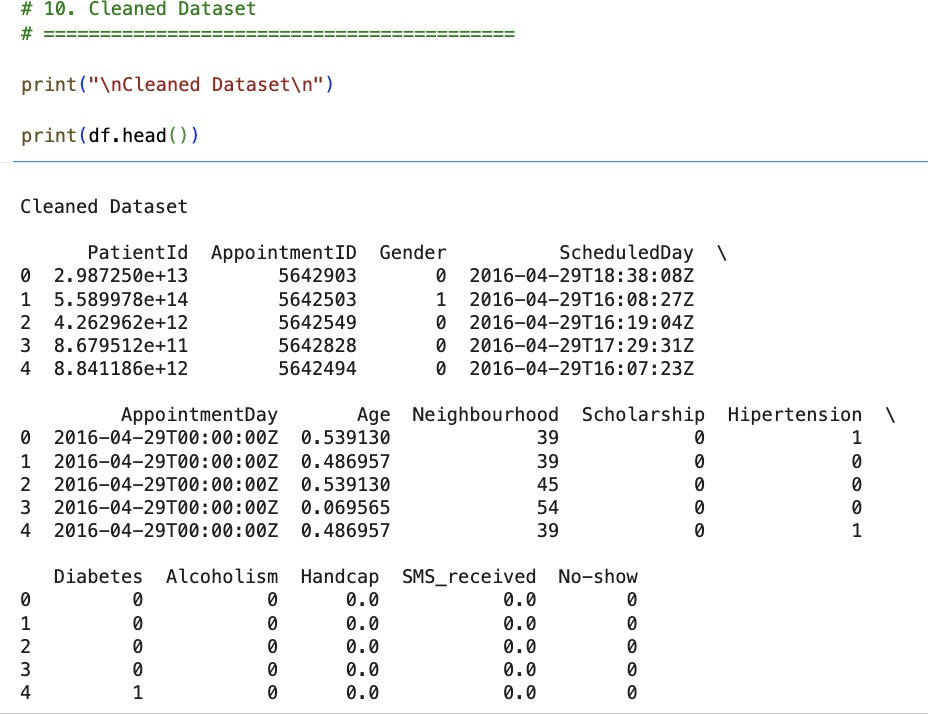 # 10. Cleaned Dataset
# ==========================================
print("\nCleaned Dataset\n")
print(df.head())
Cleaned Dataset
      PatientId  AppointmentID  Gender          ScheduledDay  \
0  2.987250e+13        5642903       0  2016-04-29T18:38:08Z
1  5.589978e+14        5642503       1  2016-04-29T16:08:27Z
2  4.262962e+12        5642549       0  2016-04-29T16:19:04Z
3  8.679512e+11        5642828       0  2016-04-29T17:29:31Z
4  8.841186e+12        5642494       0  2016-04-29T16:07:23Z
         AppointmentDay       Age  Neighbourhood  Scholarship  Hipertension  \
0  2016-04-29T00:00:00Z  0.539130             39            0             1
1  2016-04-29T00:00:00Z  0.486957             39            0             0
2  2016-04-29T00:00:00Z  0.539130             45            0             0
3  2016-04-29T00:00:00Z  0.069565             54            0             0
4  2016-04-29T00:00:00Z  0.486957             39            0             1
   Diabetes  Alcoholism  Handcap  SMS_received  No-show
0         0           0      0.0           0.0        0
1         0           0      0.0           0.0        0
2         0           0      0.0           0.0        0
3         0           0      0.0           0.0        0
4         1           0      0.0           0.0        0